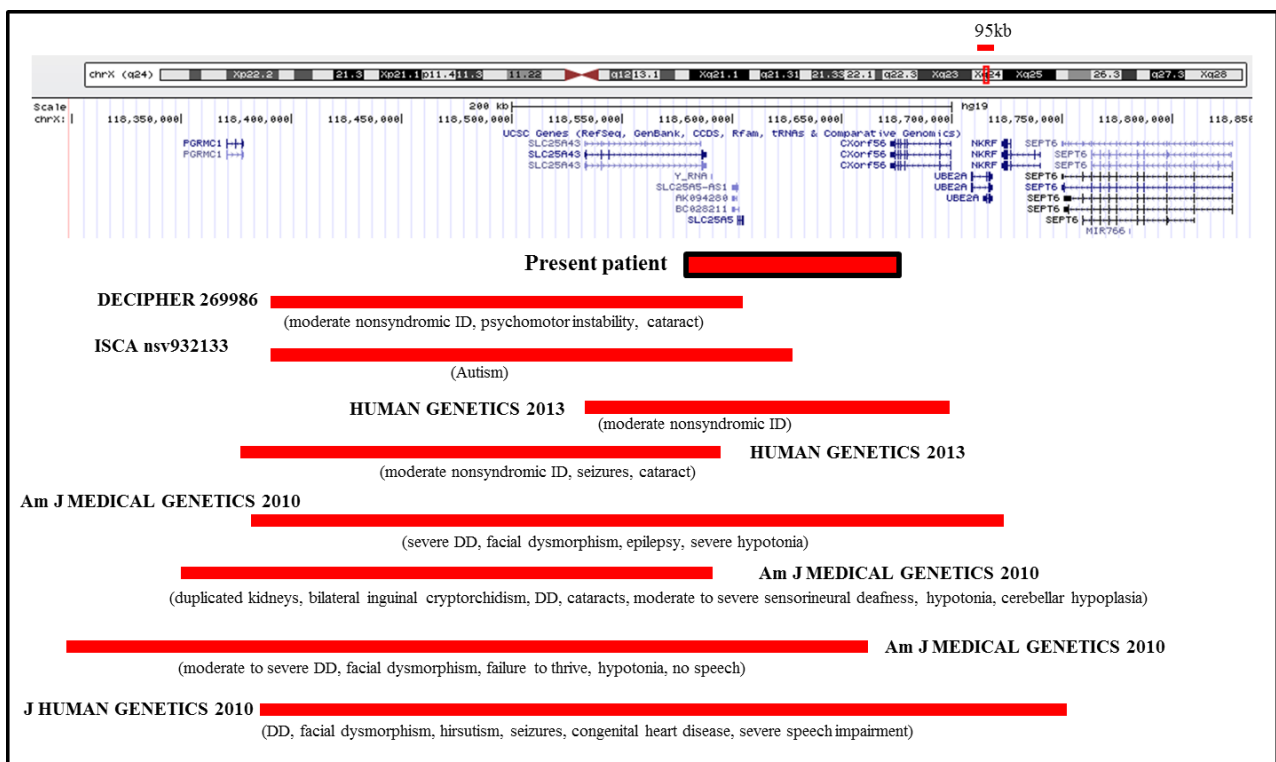 95kb
chrX (q24) Xp22.2 21.3 Xp21.1 p11.4 11.3 11.22 q12 13.1 Xq21.1 q21.31 21.33 22.1 q22.3 Xq23 Xq24 Xq25 26.3 q27.3 Xq28
Scale 200 kb hg19
chrX: 118,350,000 118,400,000 118,450,000 118,500,000 118,550,000 118,600,000 118,650,000 118,700,000 118,750,000 118,800,000 118,850
UCSC Genes (RefSeq, GenBank, CCDS, Rfam, tRNAs & Comparative Genomics)
PGRMC1 SLC25A43 CXorf56 NKRF SEPT6
PGRMC1 SLC25A43 CXorf56 NKRF SEPT6
SLC25A43 CXorf56 NKRF SEPT6
Y_RNA UBE2A SEPT6
SLC25A5-AS1 UBE2A SEPT6
AK094280 UBE2A SEPT6
BC028211 SEPT6
SLC25A5 SEPT6
MIR766
Present patient
DECIPHER 269986
(moderate nonsyndromic ID, psychomotor instability, cataract)
ISCA nsv932133
(Autism)
HUMAN GENETICS 2013
(moderate nonsyndromic ID)
HUMAN GENETICS 2013
(moderate nonsyndromic ID, seizures, cataract)
Am J MEDICAL GENETICS 2010
(severe DD, facial dysmorphism, epilepsy, severe hypotonia)
Am J MEDICAL GENETICS 2010
(duplicated kidneys, bilateral inguinal cryptorchidism, DD, cataracts, moderate to severe sensorineural deafness, hypotonia, cerebellar hypoplasia)
Am J MEDICAL GENETICS 2010
(moderate to severe DD, facial dysmorphism, failure to thrive, hypotonia, no speech)
J HUMAN GENETICS 2010
(DD, facial dysmorphism, hirsutism, seizures, congenital heart disease, severe speech impairment)